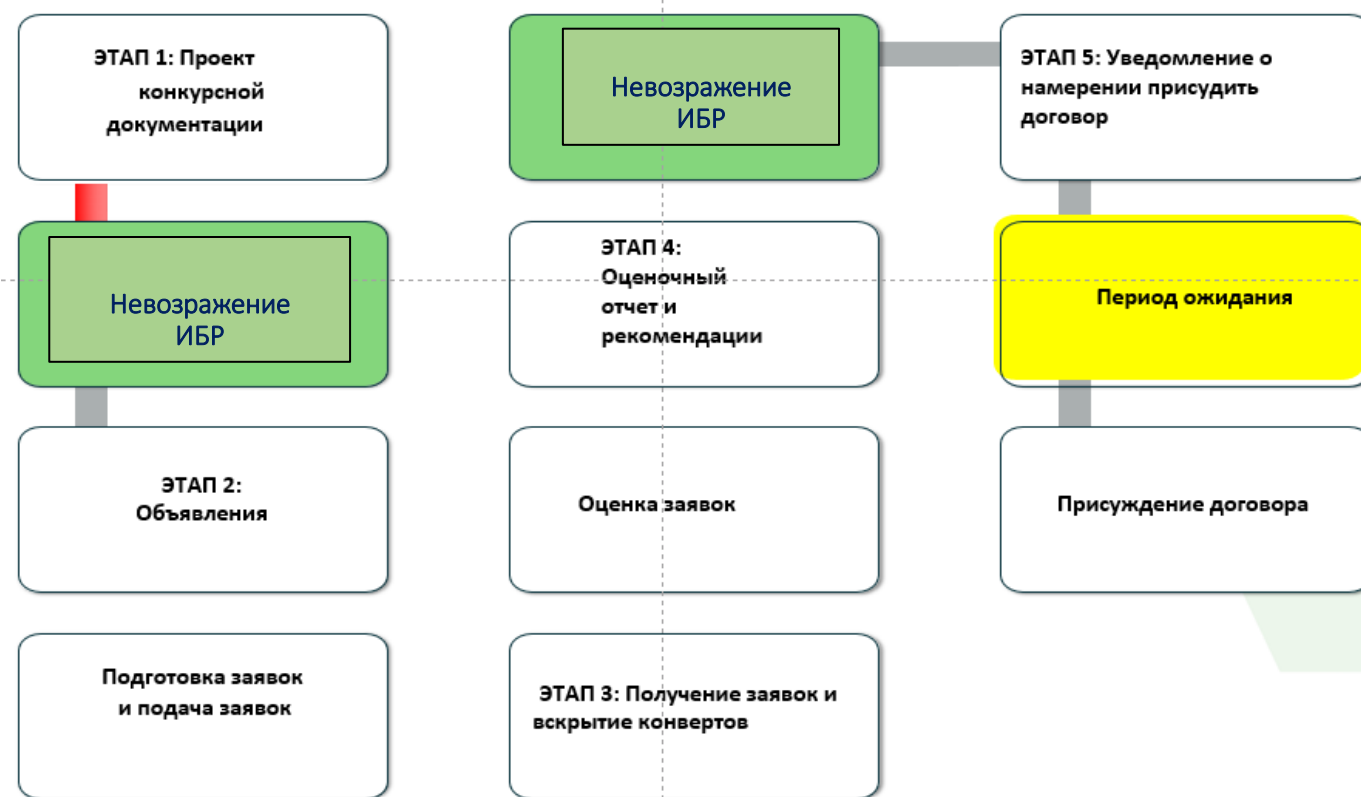 ЭТАП 1: Проект
конкурсной
документации
Невозражение
ИБР
ЭТАП 2:
Объявления
Подготовка заявок
и подача заявок
ЭТАП 3: Получение заявок и
вскрытие конвертов
Оценка заявок
ЭТАП 4:
Оценочный
отчет и
рекомендации
Невозражение
ИБР
ЭТАП 5: Уведомление о
намерении присудить
договор
Период ожидания
Присуждение договора